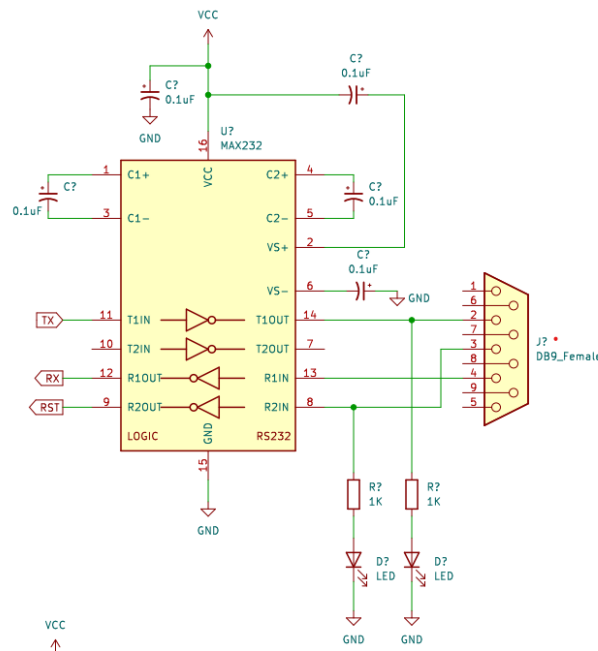 VCC
C?
0.1uF
C?
0.1uF
GND
U?
MAX232
16
VCC
1
C1+
C2+
4
C?
0.1uF
C?
0.1uF
3
C1-
C2-
5
VS+
2
C?
0.1uF
VS-
6
GND
TX
11
T1IN
T1OUT
14
10
T2IN
T2OUT
7
RX
12
R1OUT
R1IN
13
RST
9
R2OUT
R2IN
8
LOGIC
GND
RS232
15
GND
1
6
2
7
3
8
4
9
5
J?
DB9_Female
R?
1K
R?
1K
D?
LED
D?
LED
GND
GND
VCC